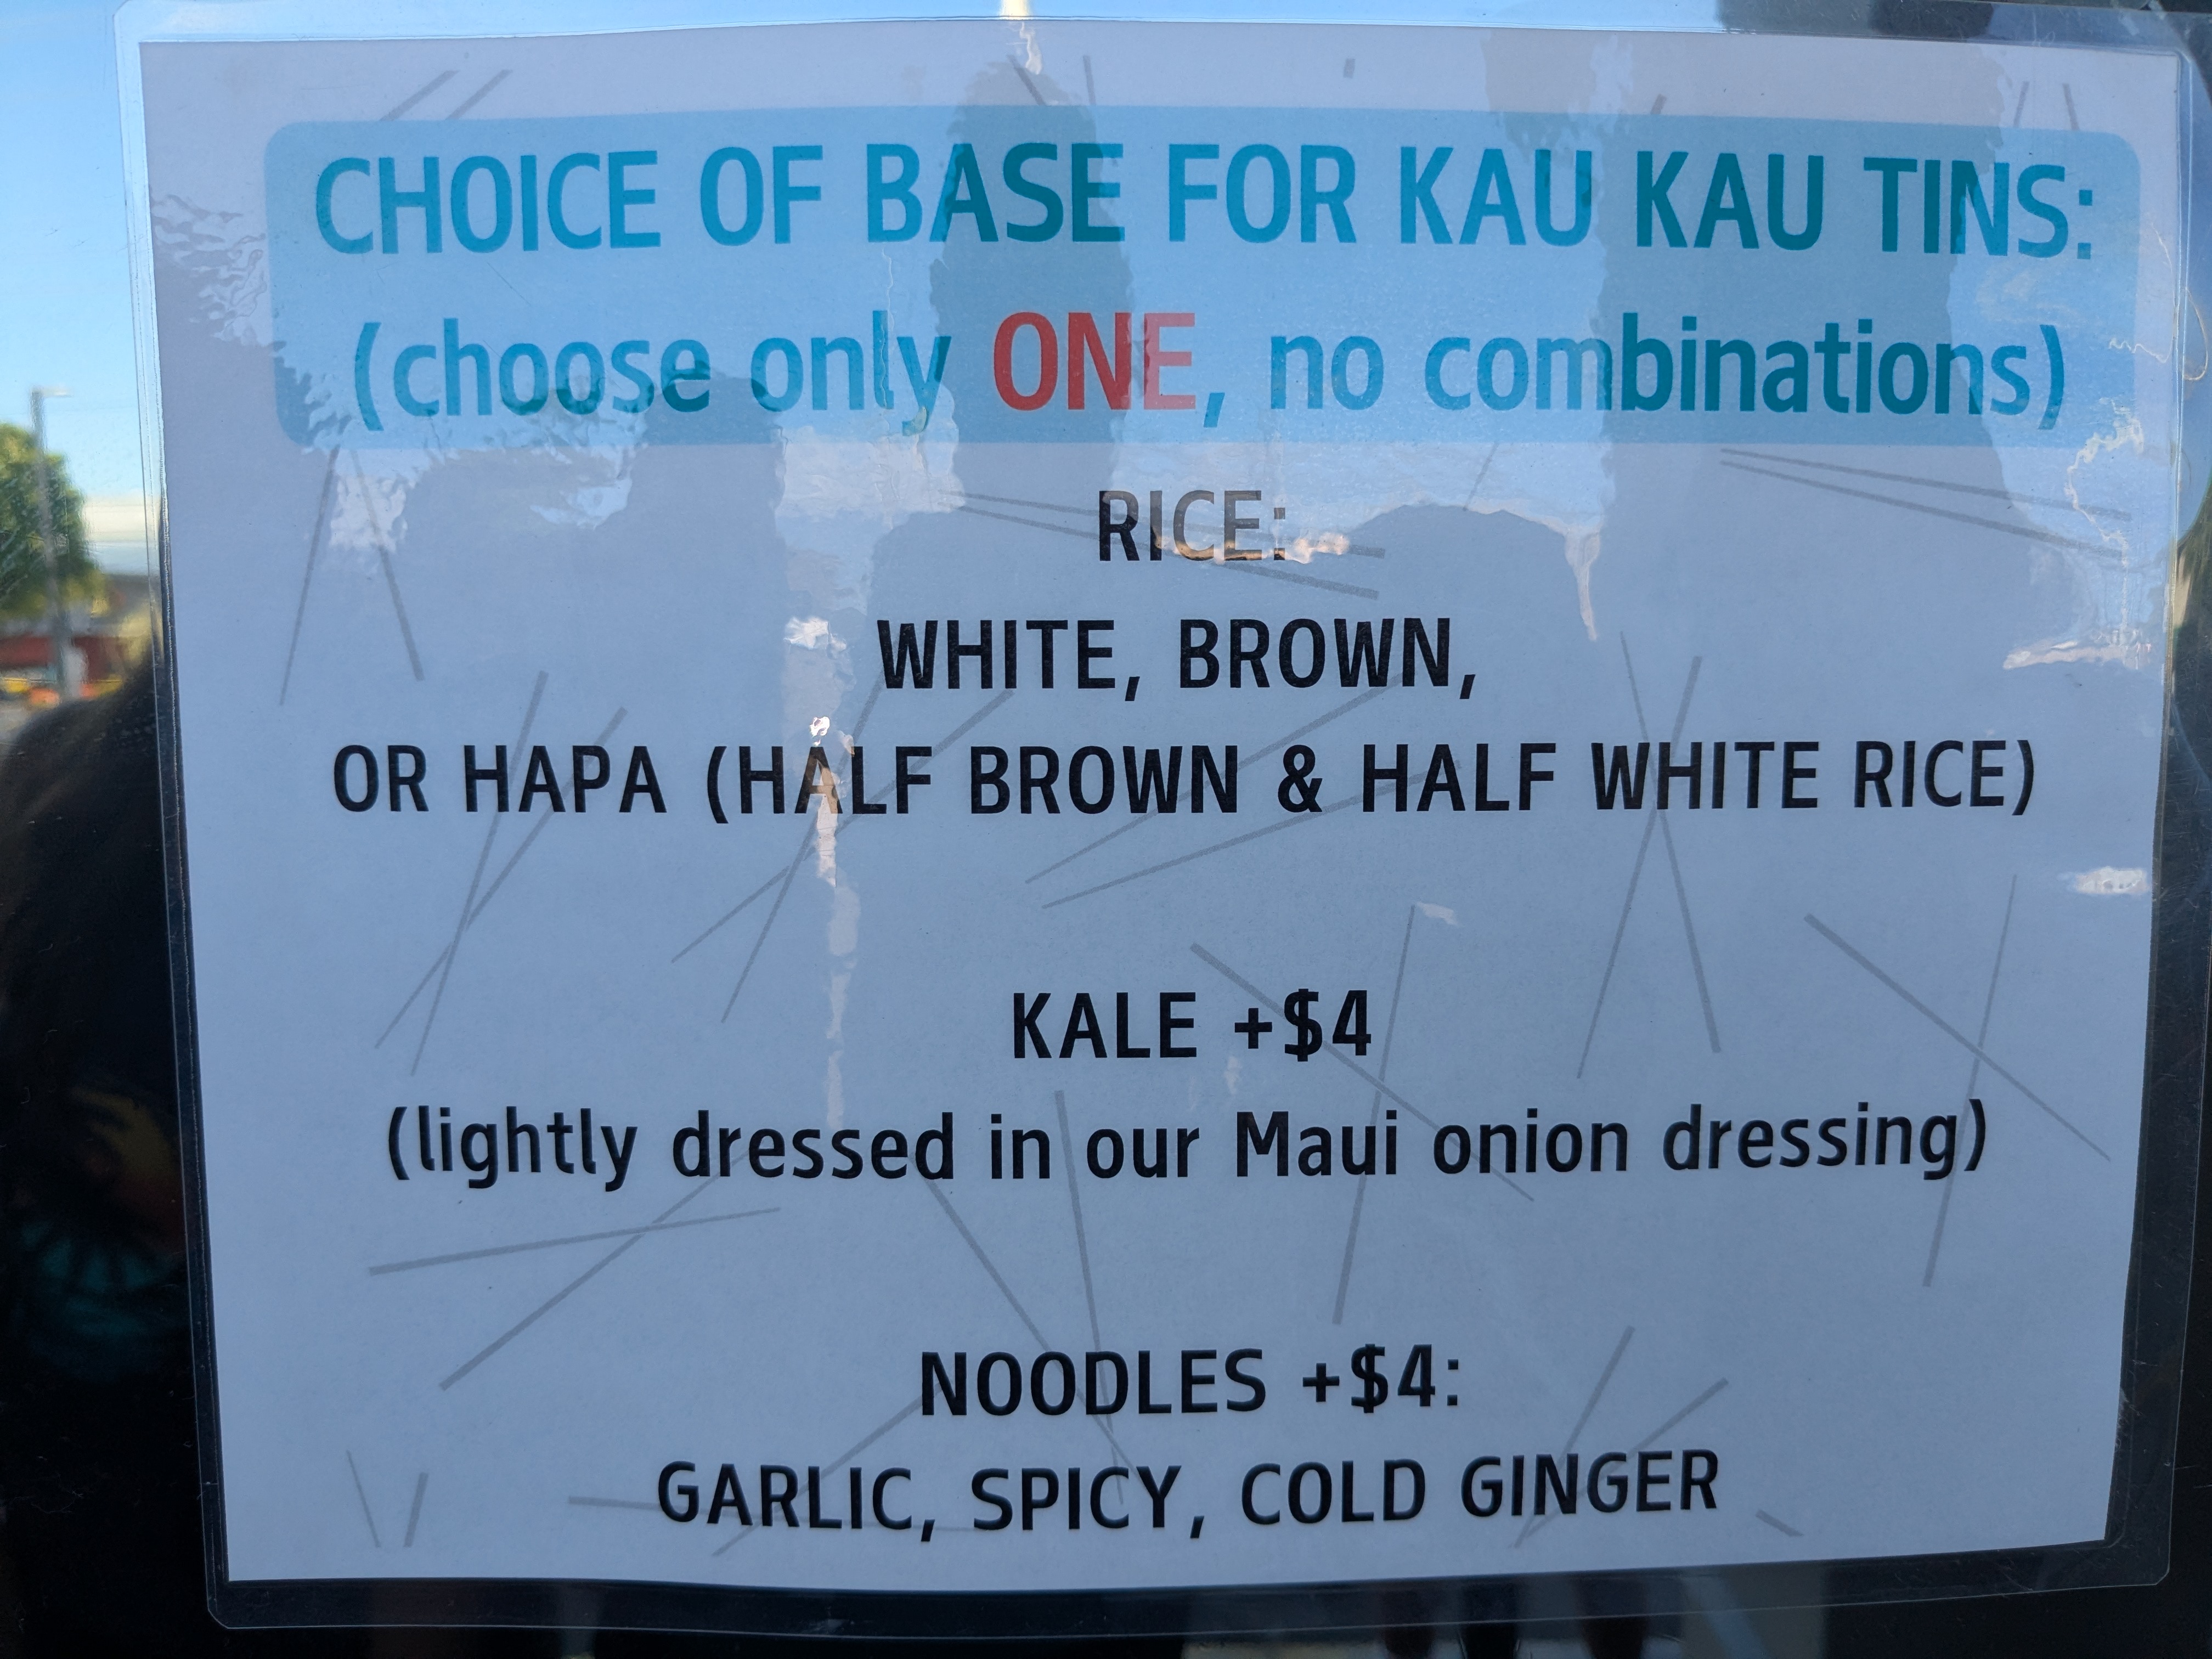 CHOICE OF BASE FOR KAU KAU TINS:
(choose only ONE, no combinations)
RICE:
WHITE, BROWN,
OR HAPA (HALF BROWN & HALF WHITE RICE)
KALE +$4
(lightly dressed in our Maui onion dressing)
NOODLES +$4:
GARLIC, SPICY, COLD GINGER